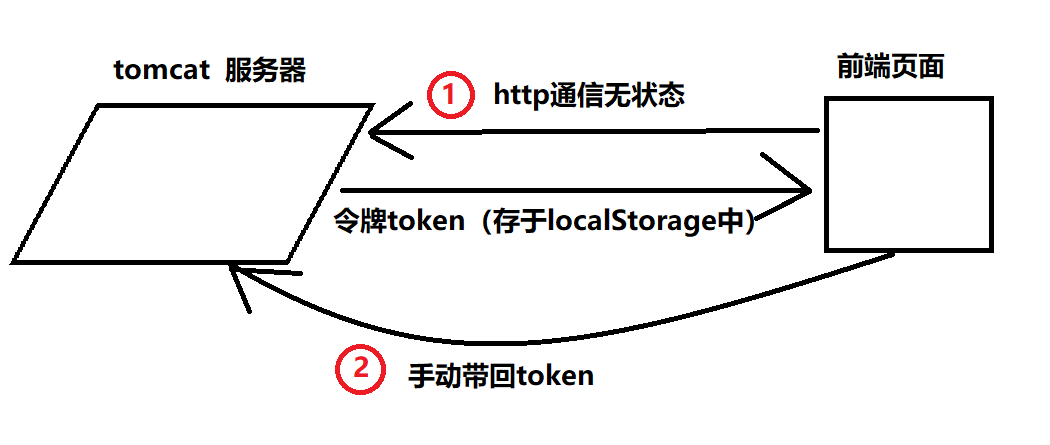 tomcat 服务器
前端页面
1
http通信无状态
令牌token（存于localStorage中）
2
手动带回token